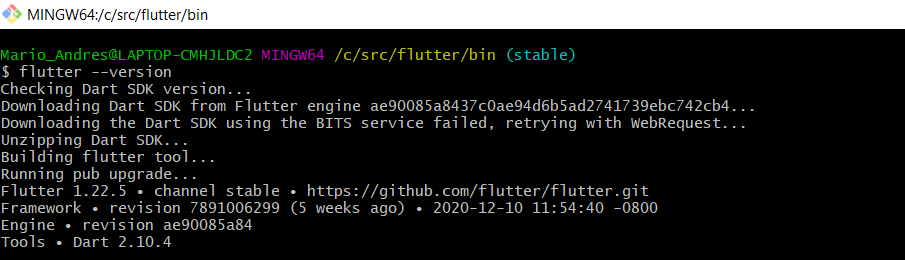 MINGW64:/c/src/flutter/bin
Mario_Andres@LAPTOP-CMHJLDC2 MINGW64 /c/src/flutter/bin (stable)
$ flutter --version
Checking Dart SDK version...
Downloading Dart SDK from Flutter engine ae90085a8437c0ae94d6b5ad2741739ebc742cb4...
Downloading the Dart SDK using the BITS service failed, retrying with WebRequest...
Unzipping Dart SDK...
Building flutter tool...
Running pub upgrade...
Flutter 1.22.5 • channel stable • https://github.com/flutter/flutter.git
Framework • revision 7891006299 (5 weeks ago) • 2020-12-10 11:54:40 -0800
Engine • revision ae90085a84
Tools • Dart 2.10.4